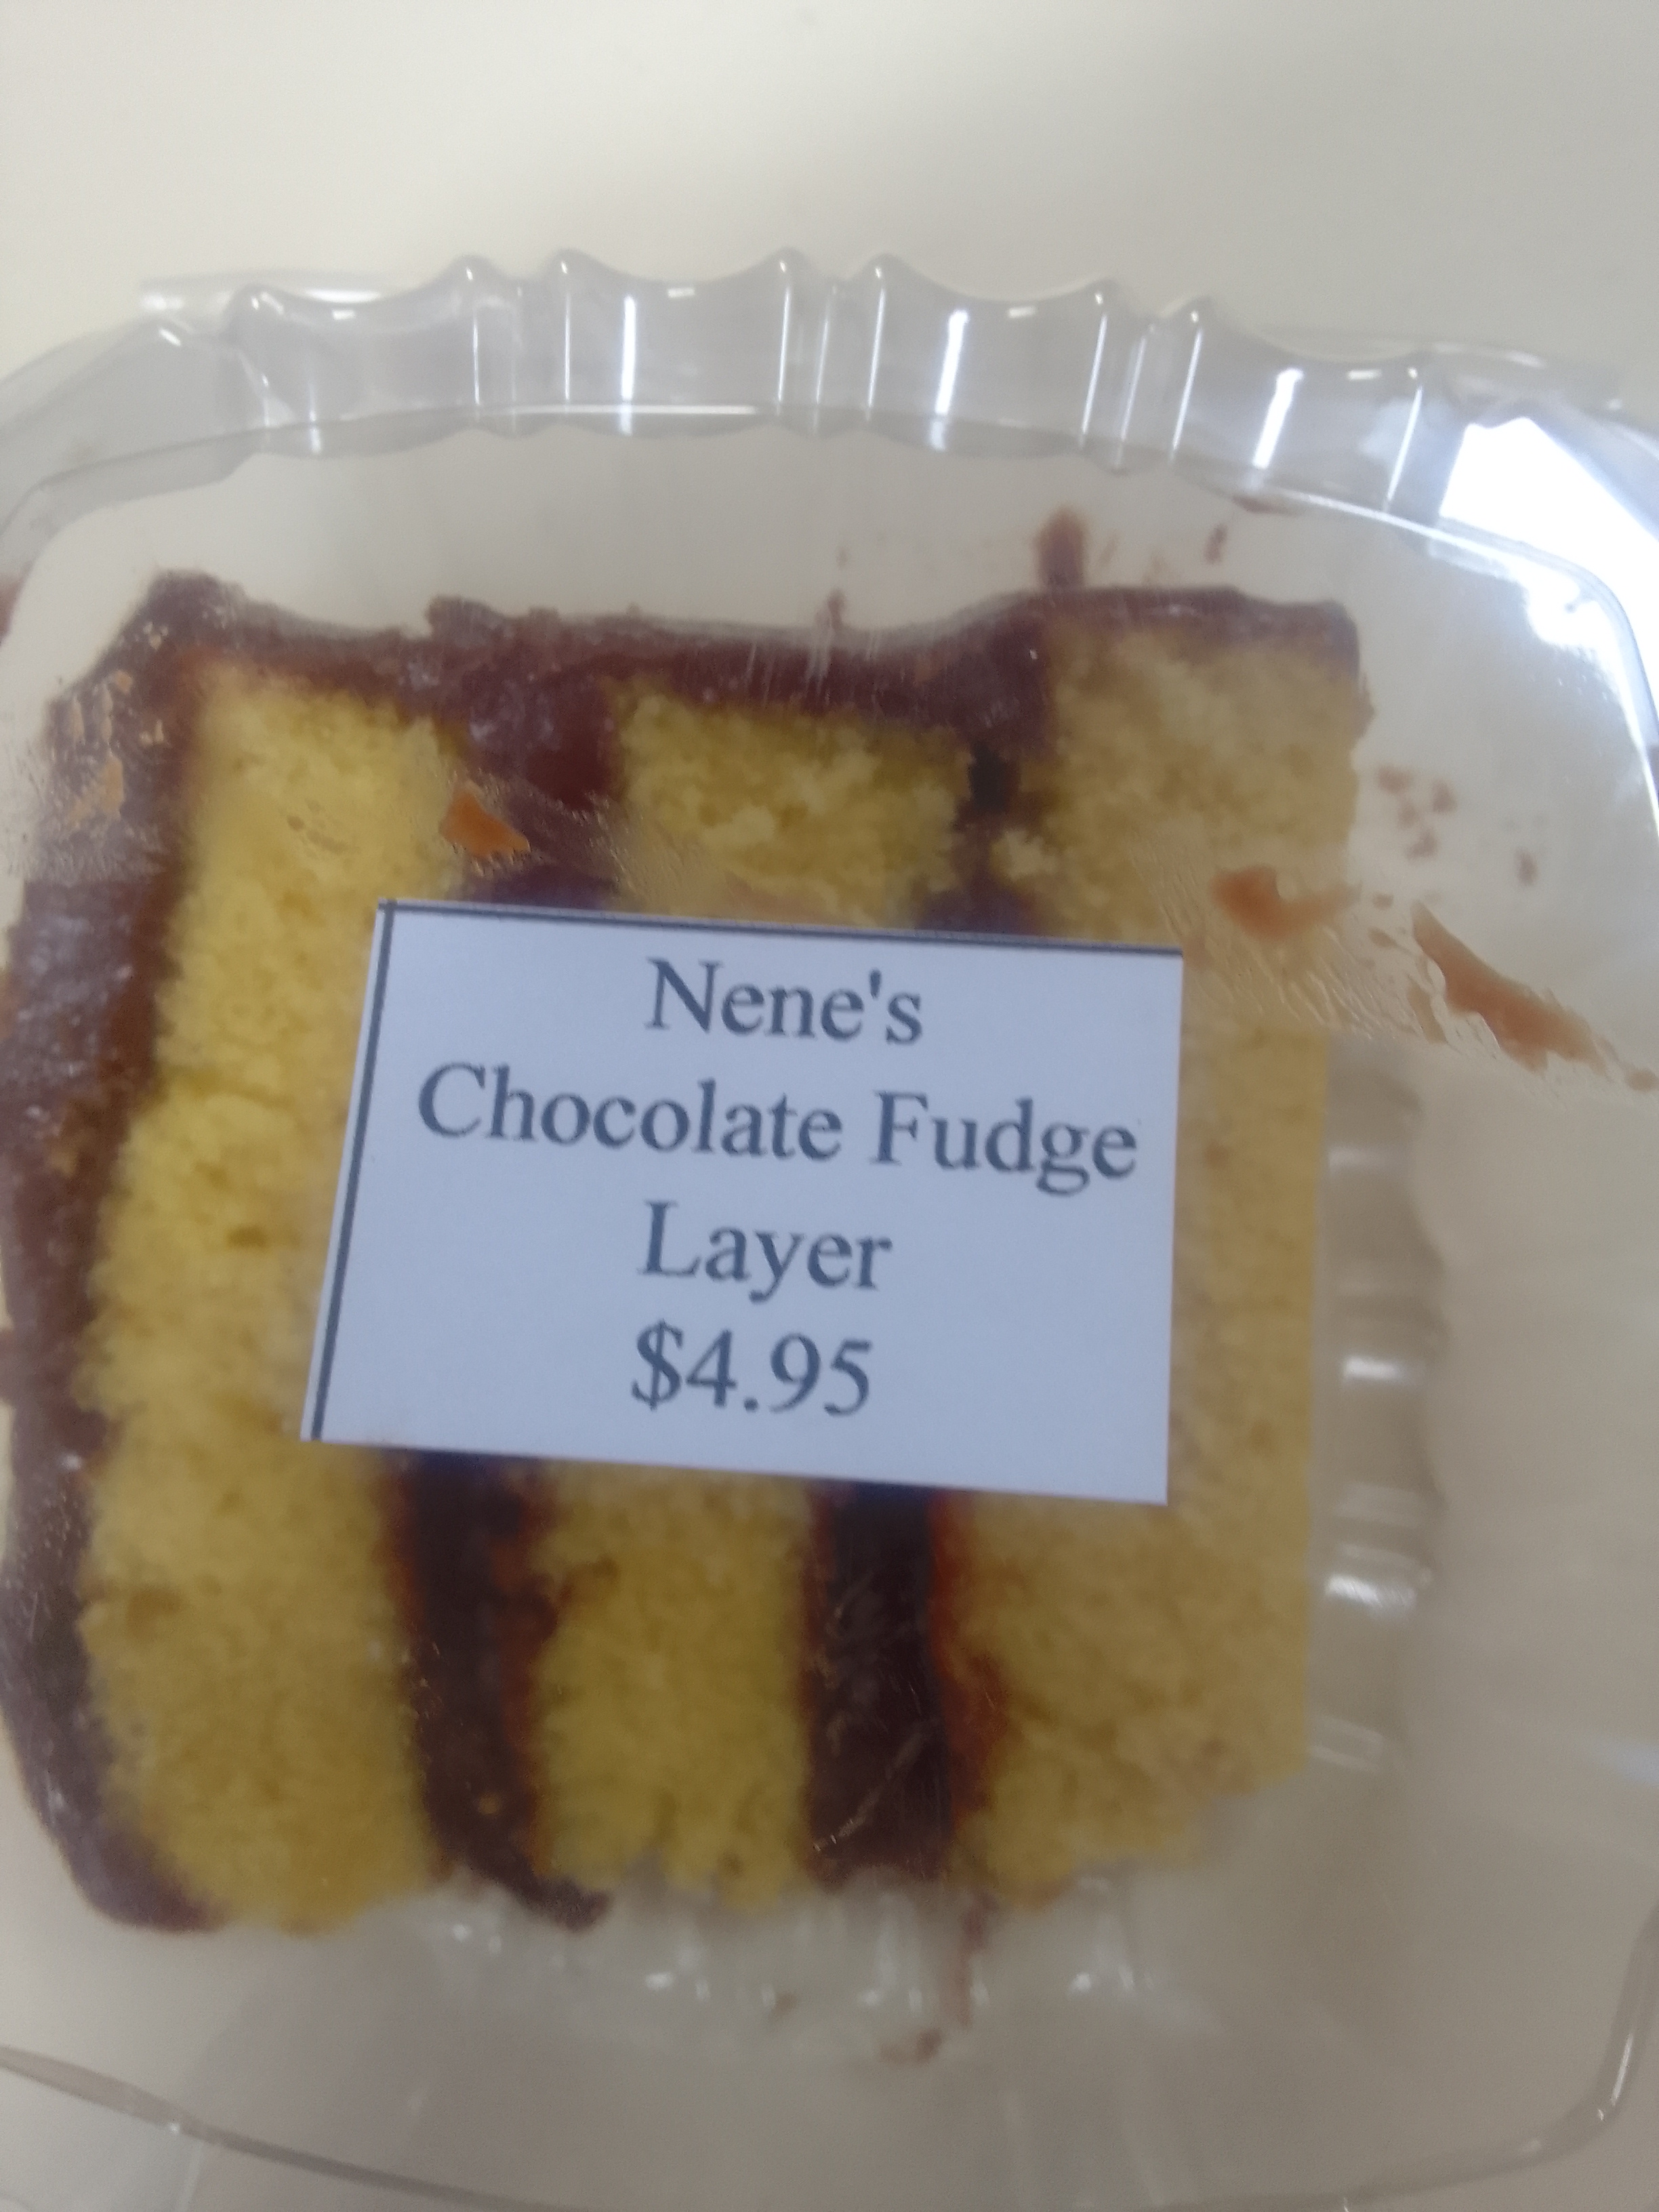 Nene's
Chocolate Fudge
Layer
$4.95